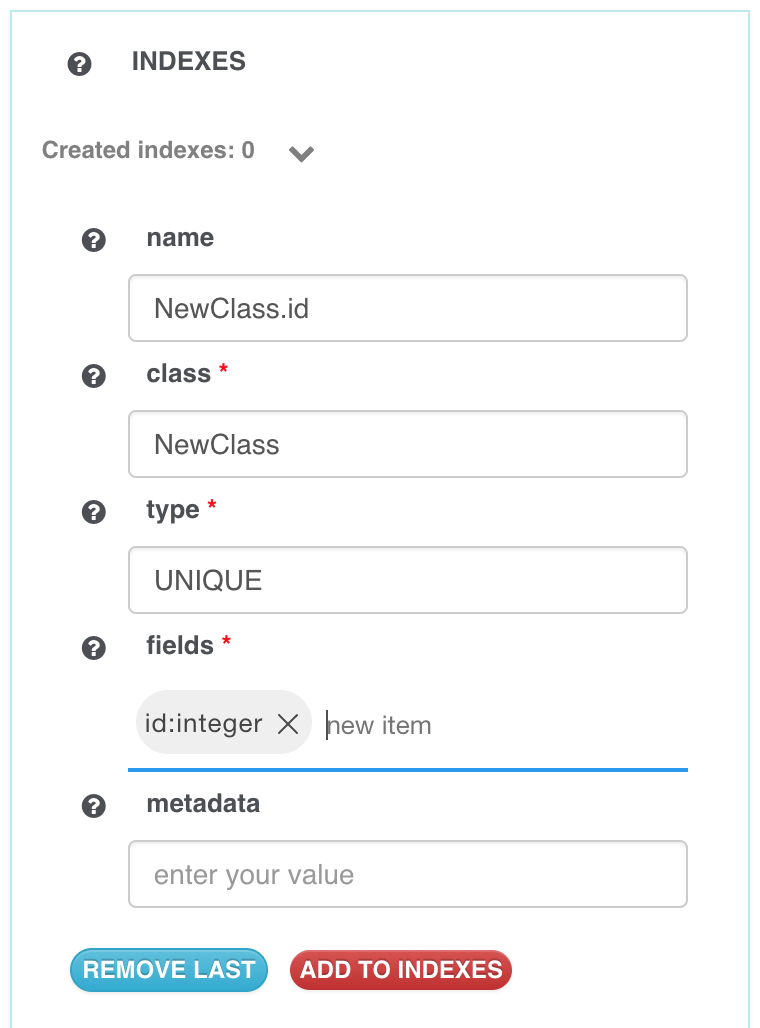 INDEXES
Created indexes: 0
name
NewClass.id
class *
NewClass
type *
UNIQUE
fields *
id:integer new item
metadata
enter your value
REMOVE LAST ADD TO INDEXES